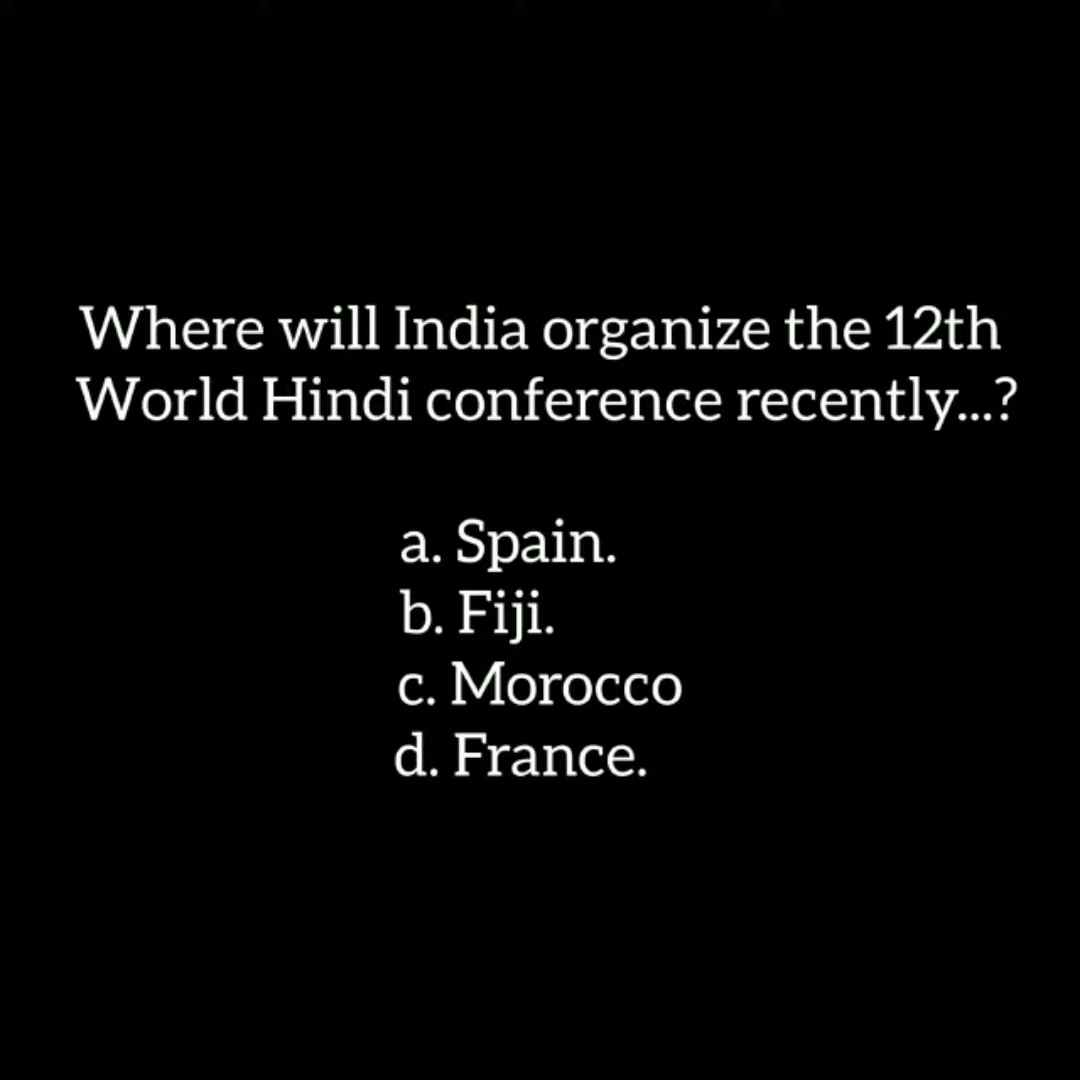 Where will India organize the 12th
World Hindi conference recently...?
a. Spain.
b. Fiji.
c. Morocco
d. France.